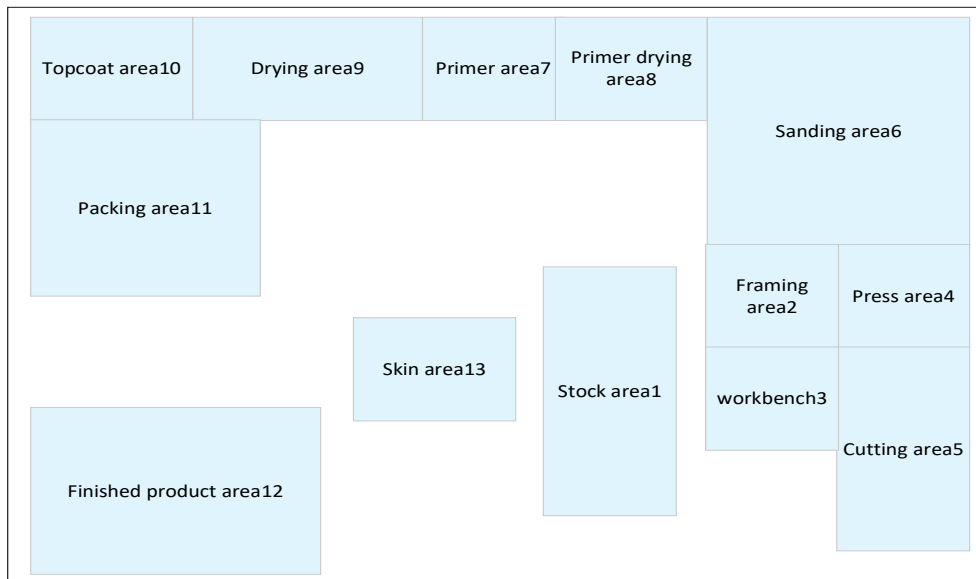 Topcoat area10
Drying area9
Primer area7
Primer drying
area8
Sanding area6
Packing area11
Framing
area2
Press area4
Skin area13
Stock area1
workbench3
Cutting area5
Finished product area12